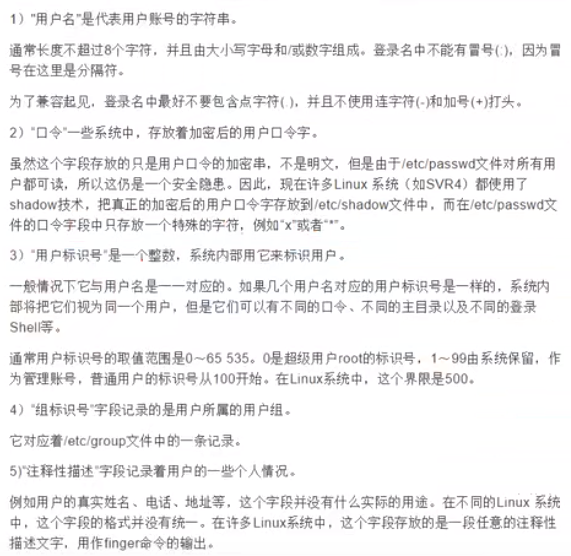 1）"用户名"是代表用户账号的字符串。
通常长度不超过8个字符，并且由大小写字母和/或数字组成。登录名中不能有冒号(:)，因为冒
号在这里是分隔符。
为了兼容起见，登录名中最好不要包含点字符(.)，并且不使用连字符(-)和加号(+)打头。
2）“口令”一些系统中，存放着加密后的用户口令字。
虽然这个字段存放的只是用户口令的加密串，不是明文，但是由于/etc/passwd文件对所有用
户都可读，所以这仍是一个安全隐患。因此，现在许多Linux 系统（如SVR4）都使用了
shadow技术，把真正的加密后的用户口令字存放到/etc/shadow文件中，而在/etc/passwd文
件的口令字段中只存放一个特殊的字符，例如“x”或者“*”。
3）“用户标识号”是一个整数，系统内部用它来标识用户。
一般情况下它与用户名是一一对应的。如果几个用户名对应的用户标识号是一样的，系统内
部将把它们视为同一个用户，但是它们可以有不同的口令、不同的主目录以及不同的登录
Shell等。
通常用户标识号的取值范围是0～65 535。0是超级用户root的标识号，1～99由系统保留，作
为管理账号，普通用户的标识号从100开始。在Linux系统中，这个界限是500。
4）“组标识号”字段记录的是用户所属的用户组。
它对应着/etc/group文件中的一条记录。
5)“注释性描述”字段记录着用户的一些个人情况。
例如用户的真实姓名、电话、地址等，这个字段并没有什么实际的用途。在不同的Linux 系统
中，这个字段的格式并没有统一。在许多Linux系统中，这个字段存放的是一段任意的注释性
描述文字，用作finger命令的输出。